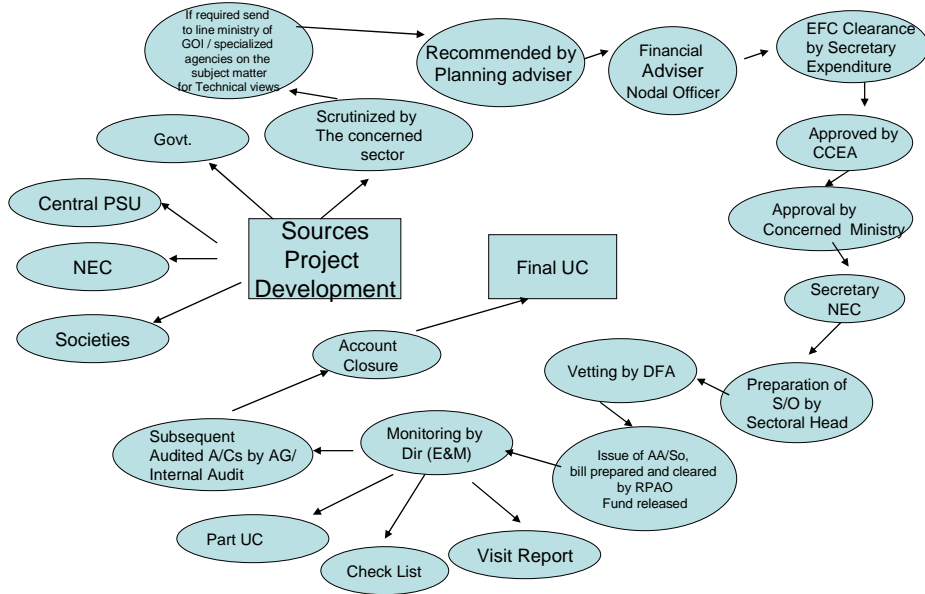 If required send
to line ministry of
GOI / specialized
agencies on the
subject matter
for Technical views
Recommended by
Planning adviser
Financial
Adviser
Nodal Officer
EFC Clearance
by Secretary
Expenditure
Govt.
Scrutinized by
The concerned
sector
Approved by
CCEA
Central PSU
Approval by
Concerned Ministry
Sources
Project
Development
NEC
Final UC
Secretary
NEC
Societies
Account
Closure
Vetting by DFA
Preparation of
S/O by
Sectoral Head
Subsequent
Audited A/Cs by AG/
Internal Audit
Monitoring by
Dir (E&M)
Issue of AA/So,
bill prepared and cleared
by RPAO
Fund released
Part UC
Check List
Visit Report